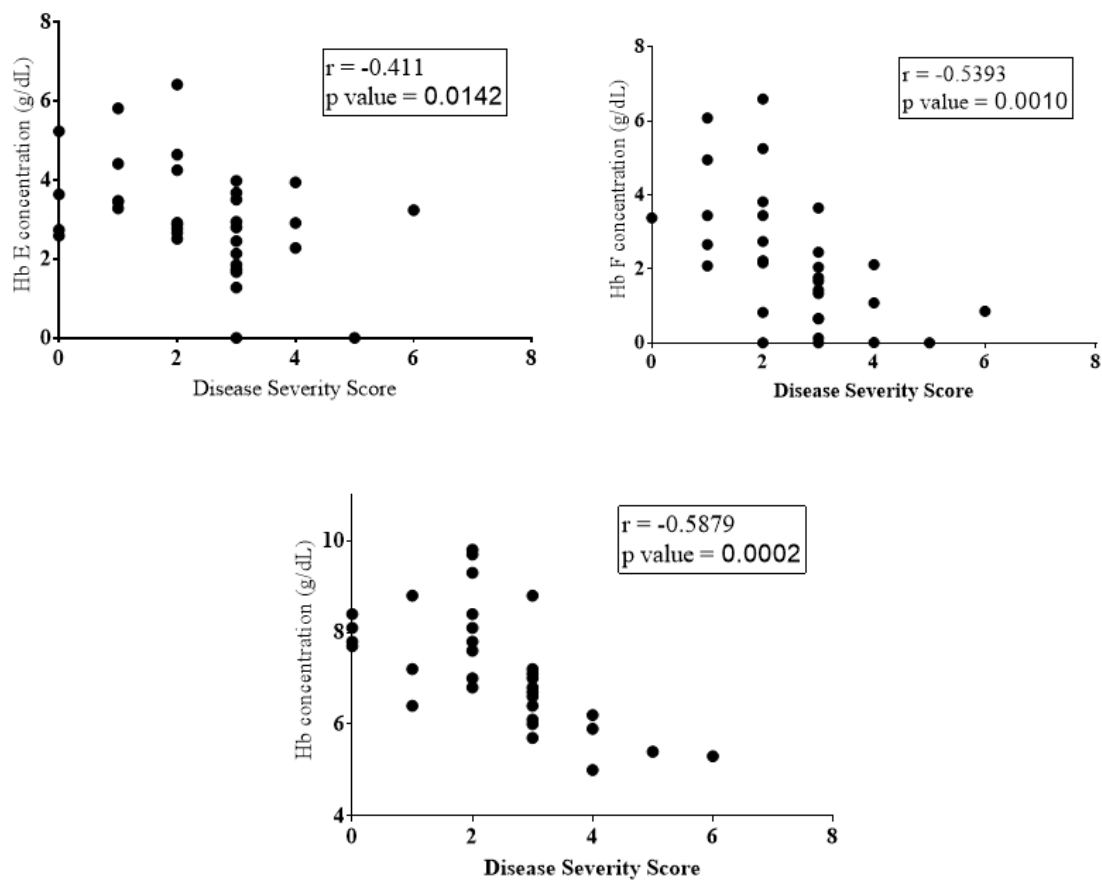 8
6
4
2
0
Hb E concentration (g/dL)
r = -0.411
p value = 0.0142
0 2 4 6 8
Disease Severity Score
8
6
4
2
0
Hb F concentration (g/dL)
r = -0.5393
p value = 0.0010
0 2 4 6 8
Disease Severity Score
10
8
6
4
Hb concentration (g/dL)
r = -0.5879
p value = 0.0002
0 2 4 6 8
Disease Severity Score